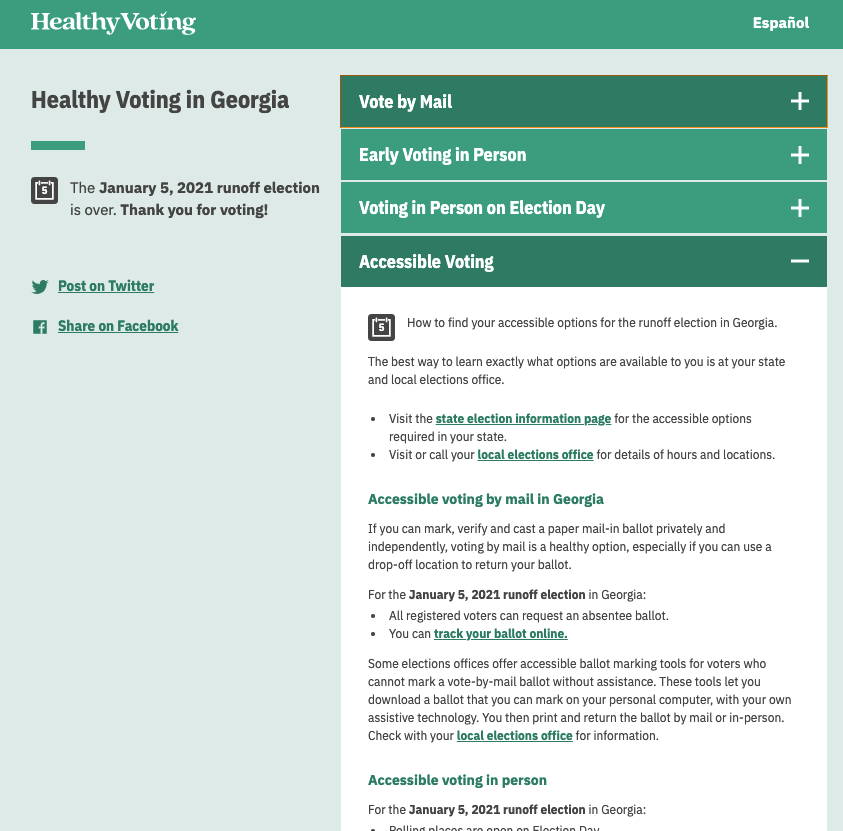 HealthyVoting
Español
Healthy Voting in Georgia
5
The January 5, 2021 runoff election
is over. Thank you for voting!
Post on Twitter
Share on Facebook
Vote by Mail
Early Voting in Person
Voting in Person on Election Day
Accessible Voting
5
How to find your accessible options for the runoff election in Georgia.
The best way to learn exactly what options are available to you is at your state
and local elections office.
• Visit the state election information page for the accessible options
required in your state.
• Visit or call your local elections office for details of hours and locations.
Accessible voting by mail in Georgia
If you can mark, verify and cast a paper mail-in ballot privately and
independently, voting by mail is a healthy option, especially if you can use a
drop-off location to return your ballot.
For the January 5, 2021 runoff election in Georgia:
• All registered voters can request an absentee ballot.
• You can track your ballot online.
Some elections offices offer accessible ballot marking tools for voters who
cannot mark a vote-by-mail ballot without assistance. These tools let you
download a ballot that you can mark on your personal computer, with your own
assistive technology. You then print and return the ballot by mail or in-person.
Check with your local elections office for information.
Accessible voting in person
For the January 5, 2021 runoff election in Georgia:
• Polling places are open on Election Day